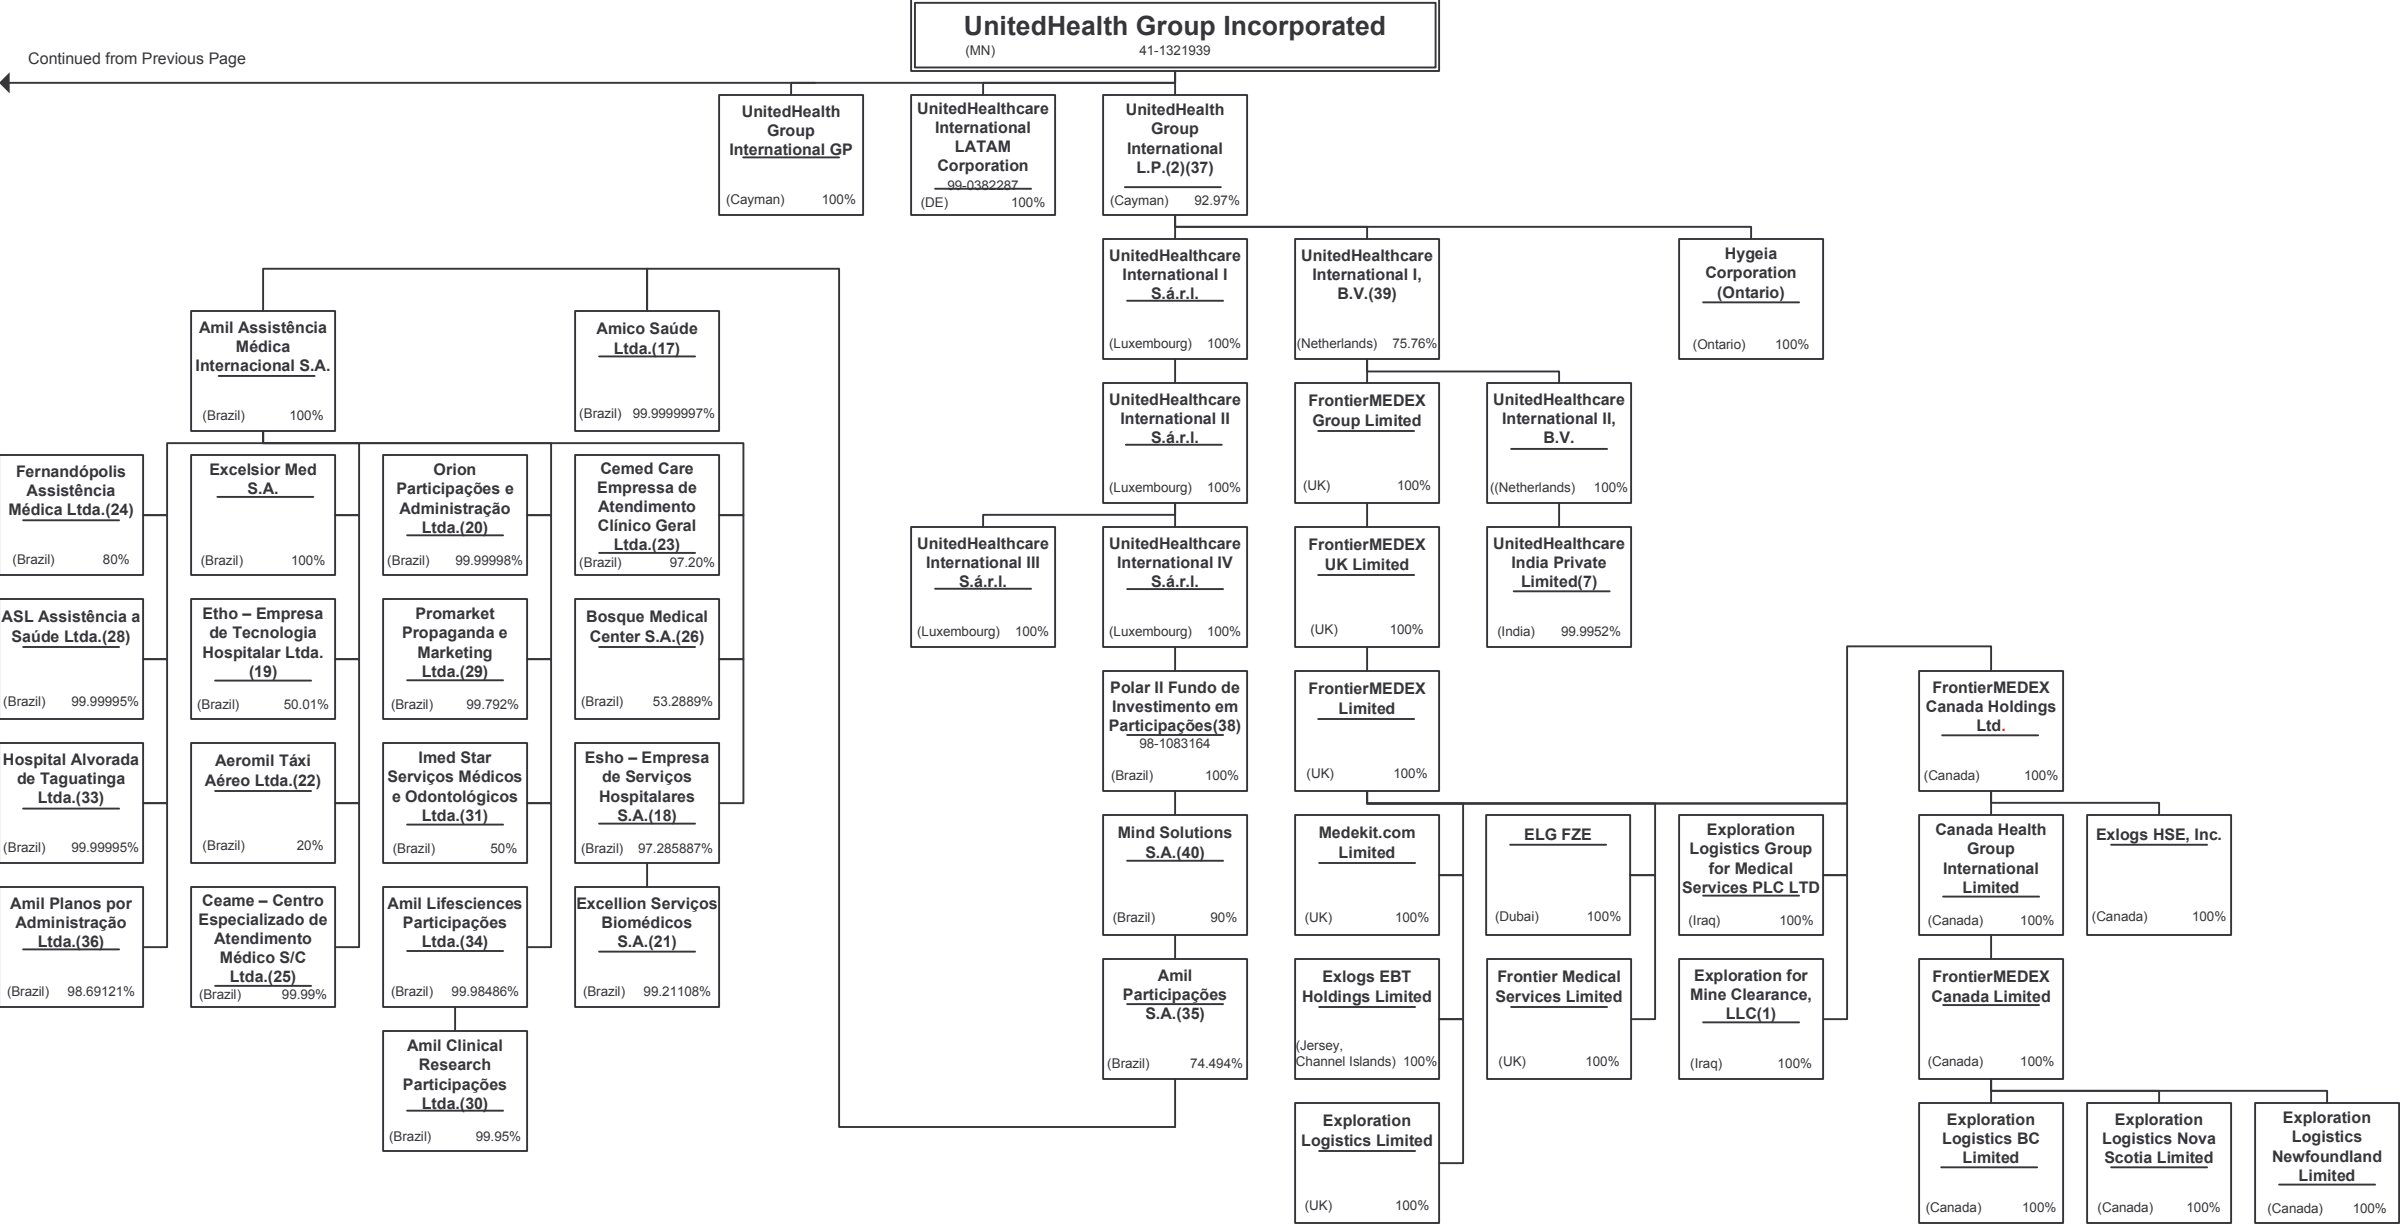 UnitedHealth Group Incorporated
(MN) 41-1321939
Continued from Previous Page
UnitedHealth
Group
International GP
(Cayman) 100%
UnitedHealthcare
International
LATAM
Corporation
99-0382287
(DE) 100%
UnitedHealth
Group
International
L.P.(2)(37)
(Cayman) 92.97%
UnitedHealthcare
International I
S.á.r.l.
(Luxembourg) 100%
UnitedHealthcare
International I,
B.V.(39)
(Netherlands) 75.76%
Hygeia
Corporation
(Ontario)
(Ontario) 100%
Amil Assistência
Médica
Internacional S.A.
(Brazil) 100%
Amico Saúde
Ltda.(17)
(Brazil) 99.9999997%
UnitedHealthcare
International II
S.á.r.l.
(Luxembourg) 100%
FrontierMEDEX
Group Limited
(UK) 100%
UnitedHealthcare
International II,
B.V.
((Netherlands) 100%
Fernandópolis
Assistência
Médica Ltda.(24)
(Brazil) 80%
Excelsior Med
S.A.
(Brazil) 100%
Orion
Participações e
Administração
Ltda.(20)
(Brazil) 99.99998%
Cemed Care
Empressa de
Atendimento
Clínico Geral
Ltda.(23)
(Brazil) 97.20%
UnitedHealthcare
International III
S.á.r.l.
(Luxembourg) 100%
UnitedHealthcare
International IV
S.á.r.l.
(Luxembourg) 100%
FrontierMEDEX
UK Limited
(UK) 100%
UnitedHealthcare
India Private
Limited(7)
(India) 99.9952%
ASL Assistência a
Saúde Ltda.(28)
(Brazil) 99.99995%
Etho – Empresa
de Tecnologia
Hospitalar Ltda.
(19)
(Brazil) 50.01%
Promarket
Propaganda e
Marketing
Ltda.(29)
(Brazil) 99.792%
Bosque Medical
Center S.A.(26)
(Brazil) 53.2889%
Polar II Fundo de
Investimento em
Participações(38)
98-1083164
(Brazil) 100%
FrontierMEDEX
Limited
(UK) 100%
FrontierMEDEX
Canada Holdings
Ltd.
(Canada) 100%
Hospital Alvorada
de Taguatinga
Ltda.(33)
(Brazil) 99.99995%
Aeromil Táxi
Aéreo Ltda.(22)
(Brazil) 20%
Imed Star
Serviços Médicos
e Odontológicos
Ltda.(31)
(Brazil) 50%
Esho – Empresa
de Serviços
Hospitalares
S.A.(18)
(Brazil) 97.285887%
Mind Solutions
S.A.(40)
(Brazil) 90%
Medekit.com
Limited
(UK) 100%
ELG FZE
(Dubai) 100%
Exploration
Logistics Group
for Medical
Services PLC LTD
(Iraq) 100%
Canada Health
Group
International
Limited
(Canada) 100%
Exlogs HSE, Inc.
(Canada) 100%
Amil Planos por
Administração
Ltda.(36)
(Brazil) 98.69121%
Ceame – Centro
Especializado de
Atendimento
Médico S/C
Ltda.(25)
(Brazil) 99.99%
Amil Lifesciences
Participações
Ltda.(34)
(Brazil) 99.98486%
Excellion Serviços
Biomédicos
S.A.(21)
(Brazil) 99.21108%
Amil
Participações
S.A.(35)
(Brazil) 74.494%
Exlogs EBT
Holdings Limited
(Jersey,
Channel Islands) 100%
Frontier Medical
Services Limited
(UK) 100%
Exploration for
Mine Clearance,
LLC(1)
(Iraq) 100%
FrontierMEDEX
Canada Limited
(Canada) 100%
Amil Clinical
Research
Participações
Ltda.(30)
(Brazil) 99.95%
Exploration
Logistics Limited
(UK) 100%
Exploration
Logistics BC
Limited
(Canada) 100%
Exploration
Logistics Nova
Scotia Limited
(Canada) 100%
Exploration
Logistics
Newfoundland
Limited
(Canada) 100%